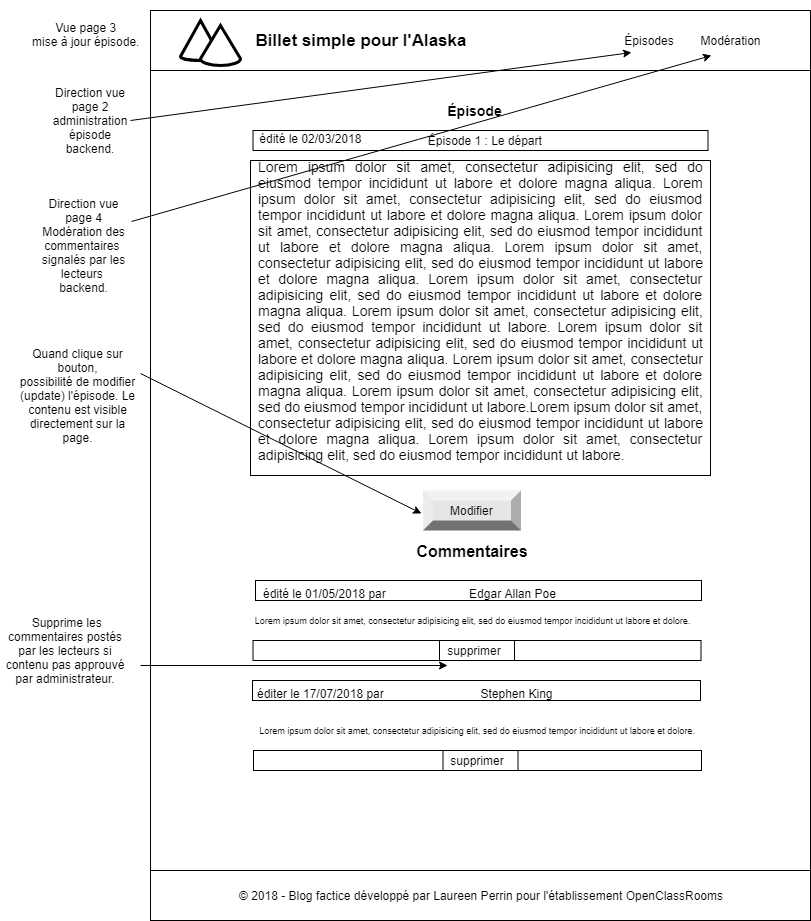 Vue page 3
mise à jour épisode.
Billet simple pour l'Alaska
Épisodes
Modération
Direction vue
page 2
administration
épisode
backend.
Épisode
édité le 02/03/2018
Épisode 1 : Le départ
Lorem ipsum dolor sit amet, consectetur adipisicing elit, sed do
eiusmod tempor incididunt ut labore et dolore magna aliqua. Lorem
ipsum dolor sit amet, consectetur adipisicing elit, sed do eiusmod
tempor incididunt ut labore et dolore magna aliqua. Lorem ipsum dolor
sit amet, consectetur adipisicing elit, sed do eiusmod tempor incididunt
ut labore et dolore magna aliqua. Lorem ipsum dolor sit amet,
consectetur adipisicing elit, sed do eiusmod tempor incididunt ut labore
et dolore magna aliqua. Lorem ipsum dolor sit amet, consectetur
adipisicing elit, sed do eiusmod tempor incididunt ut labore et dolore
magna aliqua. Lorem ipsum dolor sit amet, consectetur adipisicing elit,
sed do eiusmod tempor incididunt ut labore. Lorem ipsum dolor sit
amet, consectetur adipisicing elit, sed do eiusmod tempor incididunt ut
labore et dolore magna aliqua. Lorem ipsum dolor sit amet, consectetur
adipisicing elit, sed do eiusmod tempor incididunt ut labore et dolore
magna aliqua. Lorem ipsum dolor sit amet, consectetur adipisicing elit,
sed do eiusmod tempor incididunt ut labore.Lorem ipsum dolor sit amet,
consectetur adipisicing elit, sed do eiusmod tempor incididunt ut labore
et dolore magna aliqua. Lorem ipsum dolor sit amet, consectetur
adipisicing elit, sed do eiusmod tempor incididunt ut labore.
Direction vue
page 4
Modération des
commentaires
signalés par les
lecteurs
backend.
Quand clique sur
bouton,
possibilité de modifier
(update) l'épisode. Le
contenu est visible
directement sur la
page.
Modifier
Commentaires
édité le 01/05/2018 par
Edgar Allan Poe
Lorem ipsum dolor sit amet, consectetur adipisicing elit, sed do eiusmod tempor incididunt ut labore et dolore.
supprimer
Supprime les
commentaires postés
par les lecteurs si
contenu pas approuvé
par administrateur.
éditer le 17/07/2018 par
Stephen King
Lorem ipsum dolor sit amet, consectetur adipisicing elit, sed do eiusmod tempor incididunt ut labore et dolore.
supprimer
© 2018 - Blog factice développé par Laureen Perrin pour l'établissement OpenClassRooms